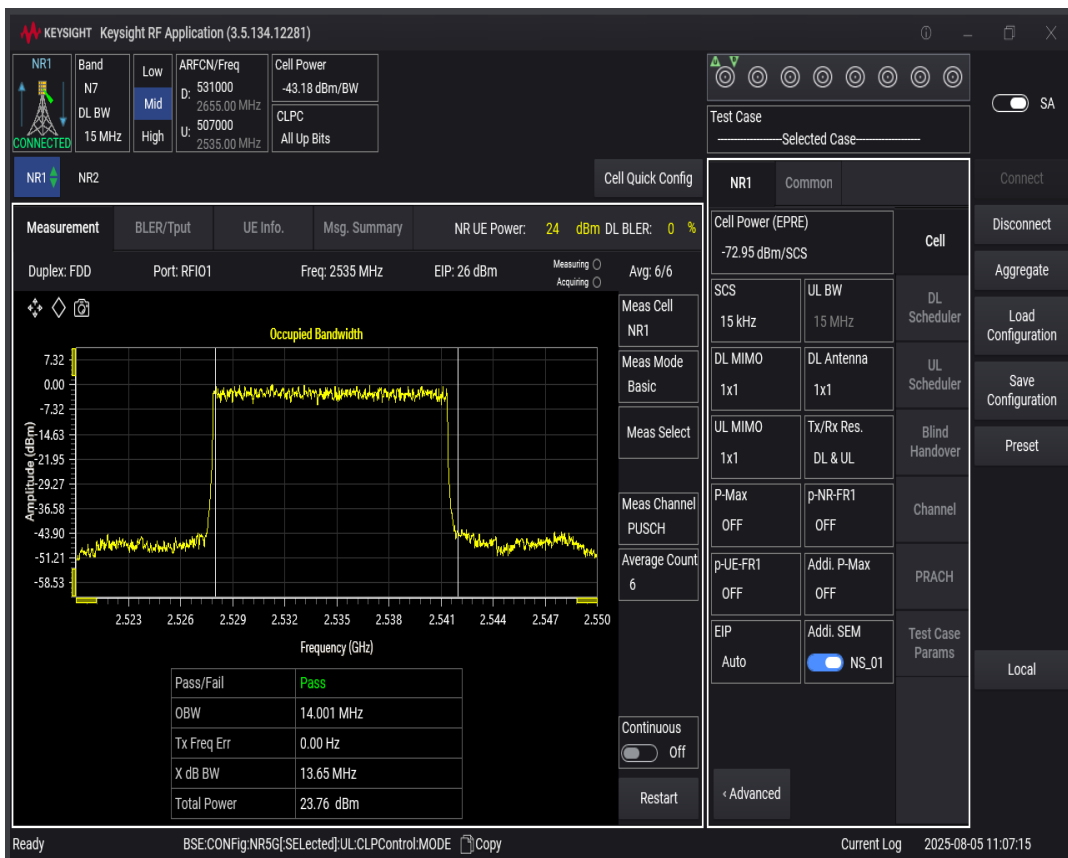 KEYSIGHT Keysight RF Application (3.5.134.12281)
NR1
CONNECTED
Band
N7
DL BW
15 MHz
Low
Mid
High
ARFCN/Freq
D: 531000
2655.00 MHz
U: 507000
2535.00 MHz
Cell Power
-43.18 dBm/BW
CLPC
All Up Bits
Test Case
----Selected Case----
SA
NR1 NR2
Cell Quick Config
Measurement BLER/Tput UE Info. Msg. Summary NR UE Power: 24 dBm DL BLER: 0 %
Duplex: FDD Port: RFIO1 Freq: 2535 MHz EIP: 26 dBm Measuring Avg: 6/6
Acquiring
Occupied Bandwidth
Amplitude (dBm)
7.32
0.00
-7.32
-14.63
-21.95
-29.27
-36.58
-43.90
-51.21
-58.53
2.523 2.526 2.529 2.532 2.535 2.538 2.541 2.544 2.547 2.550
Frequency (GHz)
Pass/Fail Pass
OBW 14.001 MHz
Tx Freq Err 0.00 Hz
X dB BW 13.65 MHz
Total Power 23.76 dBm
Meas Cell
NR1
Meas Mode
Basic
Meas Select
Meas Channel
PUSCH
Average Count
6
Continuous
Off
Restart
NR1 Common
Cell Power (EPRE)
-72.95 dBm/SCS
SCS
15 kHz
UL BW
15 MHz
DL MIMO
1x1
DL Antenna
1x1
UL MIMO
1x1
Tx/Rx Res.
DL & UL
P-Max
OFF
p-NR-FR1
OFF
p-UE-FR1
OFF
Addi. P-Max
OFF
EIP
Auto
Addi. SEM
NS_01
‹ Advanced
Cell
DL
Scheduler
UL
Scheduler
Blind
Handover
Channel
PRACH
Test Case
Params
Connect
Disconnect
Aggregate
Load
Configuration
Save
Configuration
Preset
Local
Ready BSE:CONFig:NR5G[:SELected]:UL:CLPControl:MODE Copy Current Log 2025-08-05 11:07:15